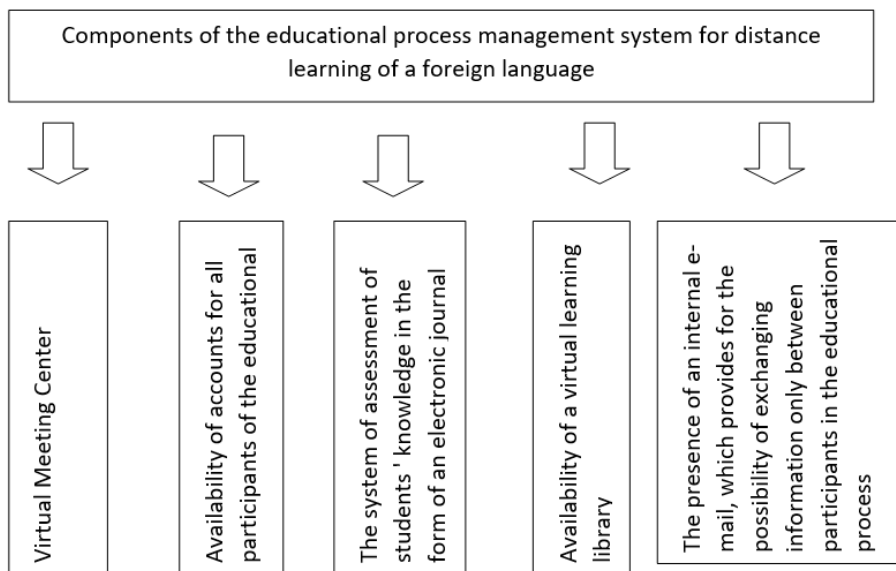 Components of the educational process management system for distance
learning of a foreign language
Virtual Meeting Center
Availability of accounts for all
participants of the educational
The system of assessment of
students ' knowledge in the
form of an electronic journal
Availability of a virtual learning
library
The presence of an internal e-
mail, which provides for the
possibility of exchanging
information only between
participants in the educational
process